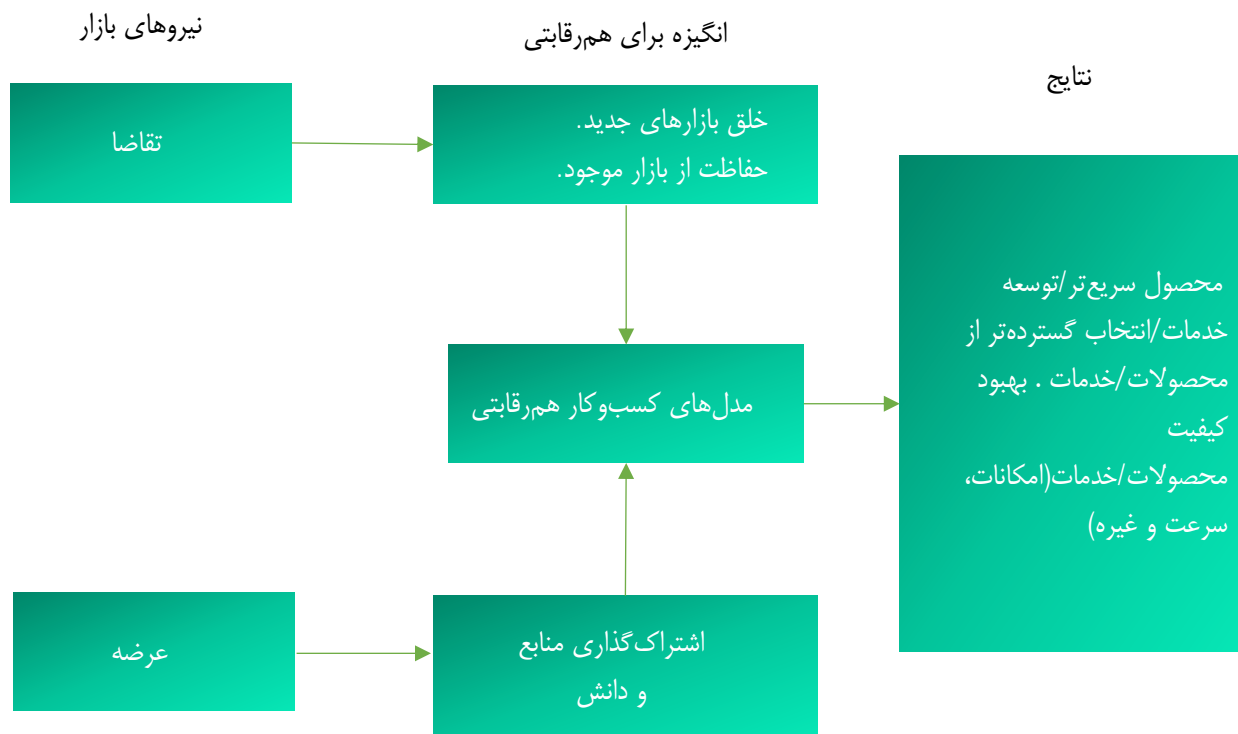 نیروهای بازار
انگیزه برای هم‌رقابتی
نتایج
تقاضا
خلق بازارهای جدید.
حفاظت از بازار موجود.
محصول سریع‌تر/توسعه
خدمات/انتخاب گسترده‌تر از
محصولات/خدمات . بهبود
کیفیت
محصولات/خدمات(امکانات،
سرعت و غیره)
مدل‌های کسب‌وکار هم‌رقابتی
عرضه
اشتراک‌گذاری منابع
و دانش